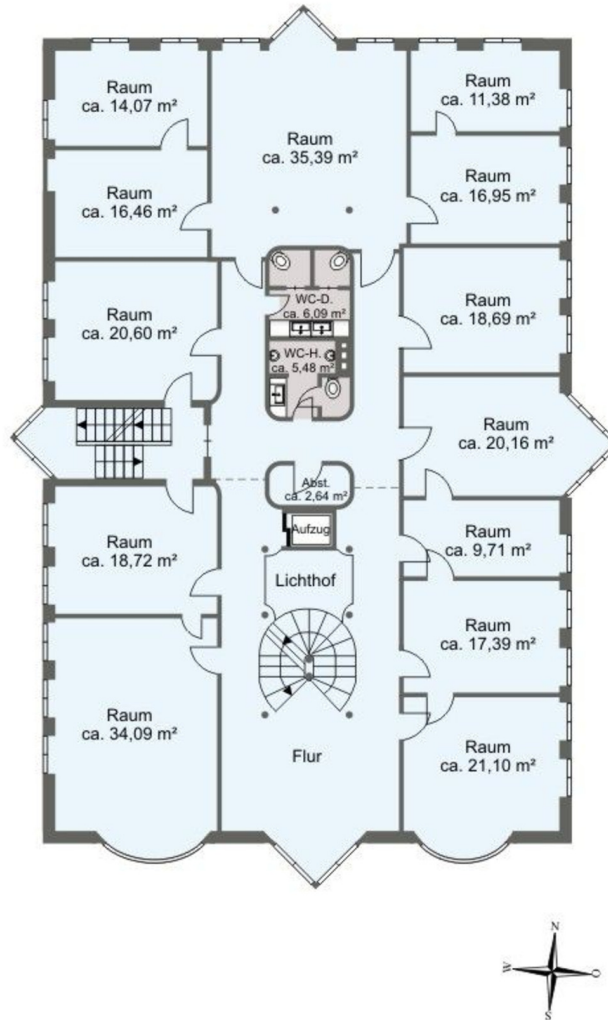 Raum
ca. 14,07 m²
Raum
ca. 35,39 m²
Raum
ca. 11,38 m²
Raum
ca. 16,46 m²
Raum
ca. 16,95 m²
Raum
ca. 20,60 m²
WC-D.
ca. 6,09 m²
Raum
ca. 18,69 m²
WC-H.
ca. 5,48 m²
Raum
ca. 20,16 m²
Abst.
ca. 2,64 m²
Raum
ca. 18,72 m²
Aufzug
Raum
ca. 9,71 m²
Lichthof
Raum
ca. 17,39 m²
Raum
ca. 34,09 m²
Flur
Raum
ca. 21,10 m²
N
W
O
S